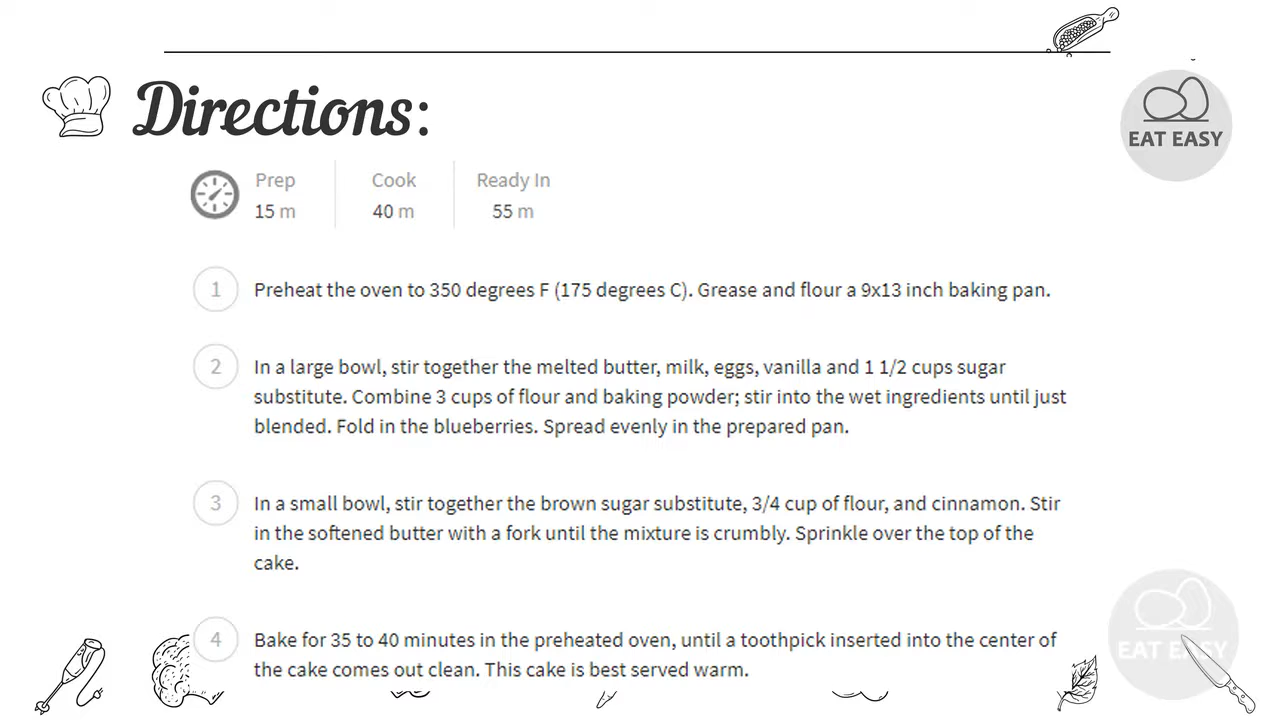 Directions:
EAT EASY
Prep
Cook
Ready In
15 m
40 m
55 m
1
Preheat the oven to 350 degrees F (175 degrees C). Grease and flour a 9x13 inch baking pan.
2
In a large bowl, stir together the melted butter, milk, eggs, vanilla and 1 1/2 cups sugar
substitute. Combine 3 cups of flour and baking powder; stir into the wet ingredients until just
blended. Fold in the blueberries. Spread evenly in the prepared pan.
3
In a small bowl, stir together the brown sugar substitute, 3/4 cup of flour, and cinnamon. Stir
in the softened butter with a fork until the mixture is crumbly. Sprinkle over the top of the
cake.
4
Bake for 35 to 40 minutes in the preheated oven, until a toothpick inserted into the center of
the cake comes out clean. This cake is best served warm.
EAT EASY